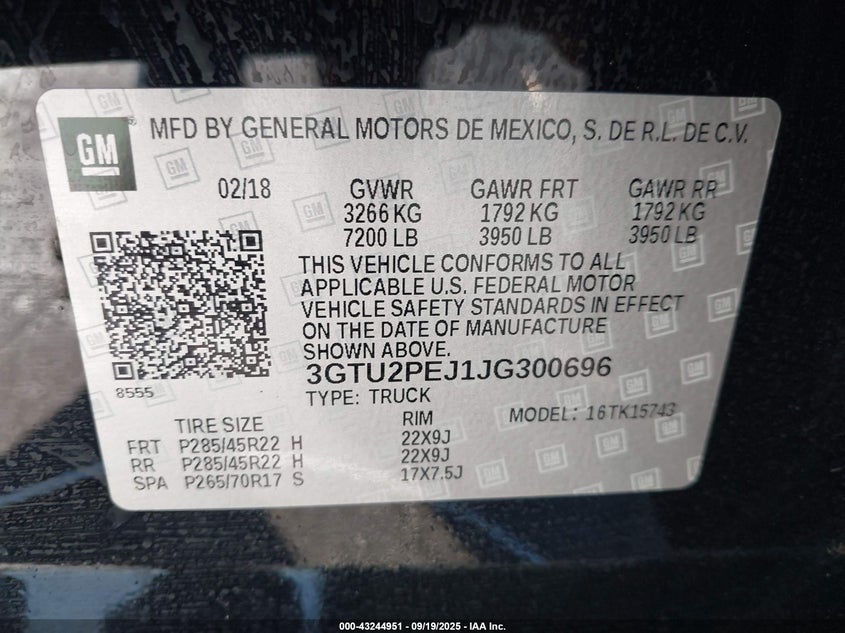 GM
MFD BY GENERAL MOTORS DE MEXICO, S. DE R.L. DE C.V.
02/18 GVWR GAWR FRT GAWR RR
3266 KG 1792 KG 1792 KG
7200 LB 3950 LB 3950 LB
THIS VEHICLE CONFORMS TO ALL
APPLICABLE U.S. FEDERAL MOTOR
VEHICLE SAFETY STANDARDS IN EFFECT
ON THE DATE OF MANUFACTURE
SHOWN ABOVE.
3GTU2PEJ1JG300696
8555
TYPE: TRUCK
MODEL: 16TK15743
TIRE SIZE RIM
FRT P285/45R22 H 22X9J
RR P285/45R22 H 22X9J
SPA P265/70R17 S 17X7.5J
000-43244951 - 09/19/2025 - IAA Inc.